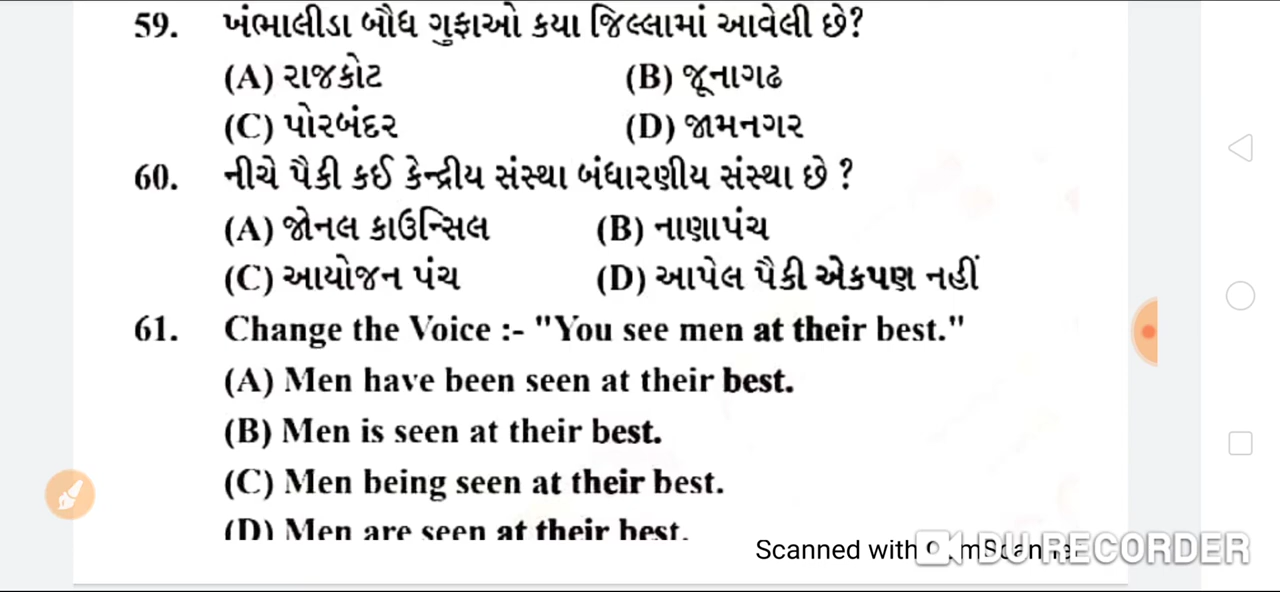 59. ખંભાલીડા બૌધ ગુફાઓ કયા જિલ્લામાં આવેલી છે?
(A) રાજકોટ (B) જૂનાગઢ
(C) પોરબંદર (D) જામનગર
60. નીચે પૈકી કઈ કેન્દ્રીય સંસ્થા બંધારણીય સંસ્થા છે ?
(A) જોનલ કાઉન્સિલ (B) નાણાપંચ
(C) આયોજન પંચ (D) આપેલ પૈકી એકપણ નહીં
61. Change the Voice :- "You see men at their best."
(A) Men have been seen at their best.
(B) Men is seen at their best.
(C) Men being seen at their best.
(D) Men are seen at their best.
Scanned with
DU RECORDER